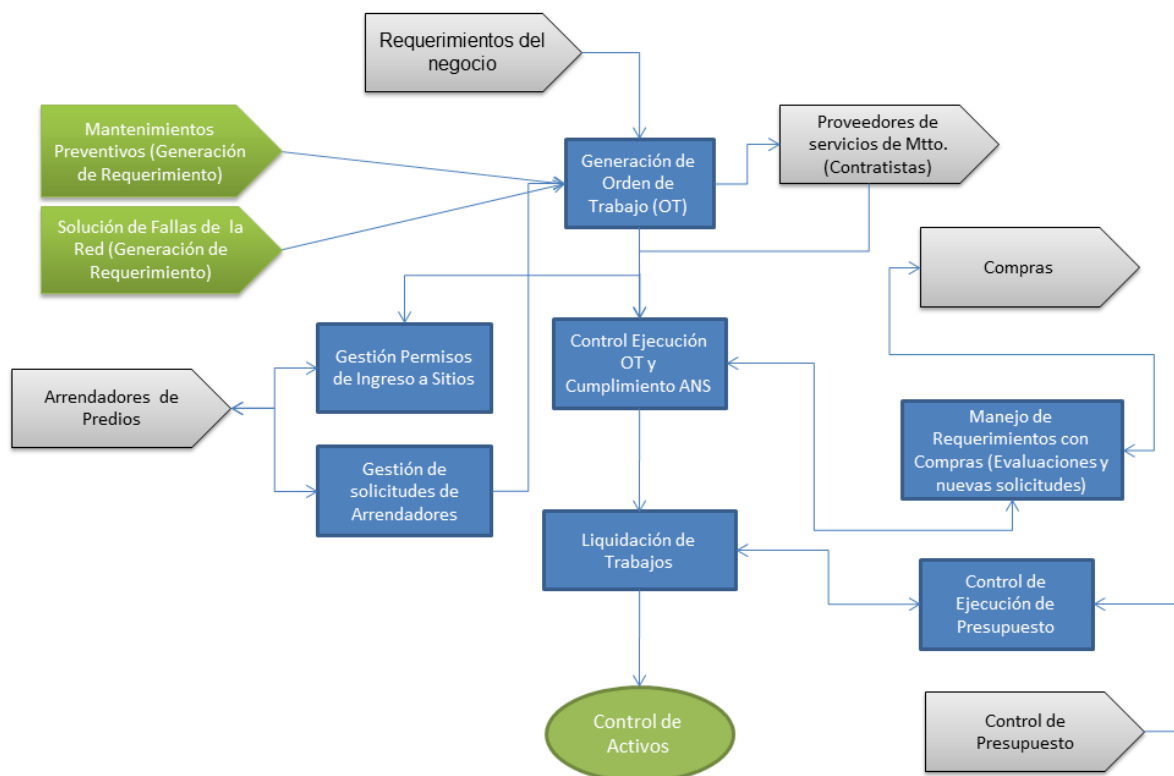 Requerimientos del
negocio
Mantenimientos
Preventivos (Generación
de Requerimiento)
Generación de
Orden de
Trabajo (OT)
Proveedores de
servicios de Mtto.
(Contratistas)
Solución de Fallas de la
Red (Generación de
Requerimiento)
Compras
Gestión Permisos
de Ingreso a Sitios
Control Ejecución
OT y
Cumplimiento ANS
Arrendadores de
Predios
Manejo de
Requerimientos con
Compras (Evaluaciones y
nuevas solicitudes)
Gestión de
solicitudes de
Arrendadores
Liquidación de
Trabajos
Control de
Ejecución de
Presupuesto
Control de
Activos
Control de
Presupuesto